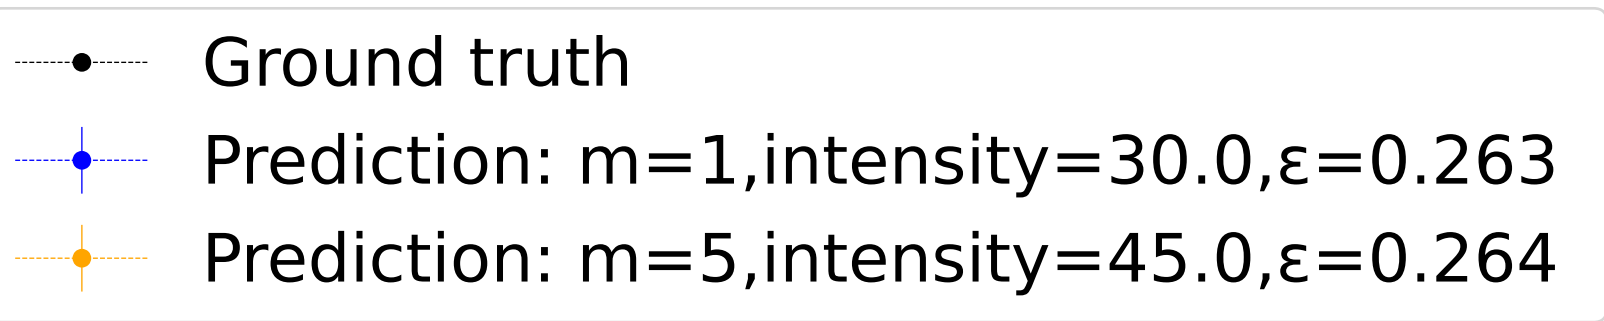 Ground truth
Prediction: m=1,intensity=30.0,ε=0.263
Prediction: m=5,intensity=45.0,ε=0.264